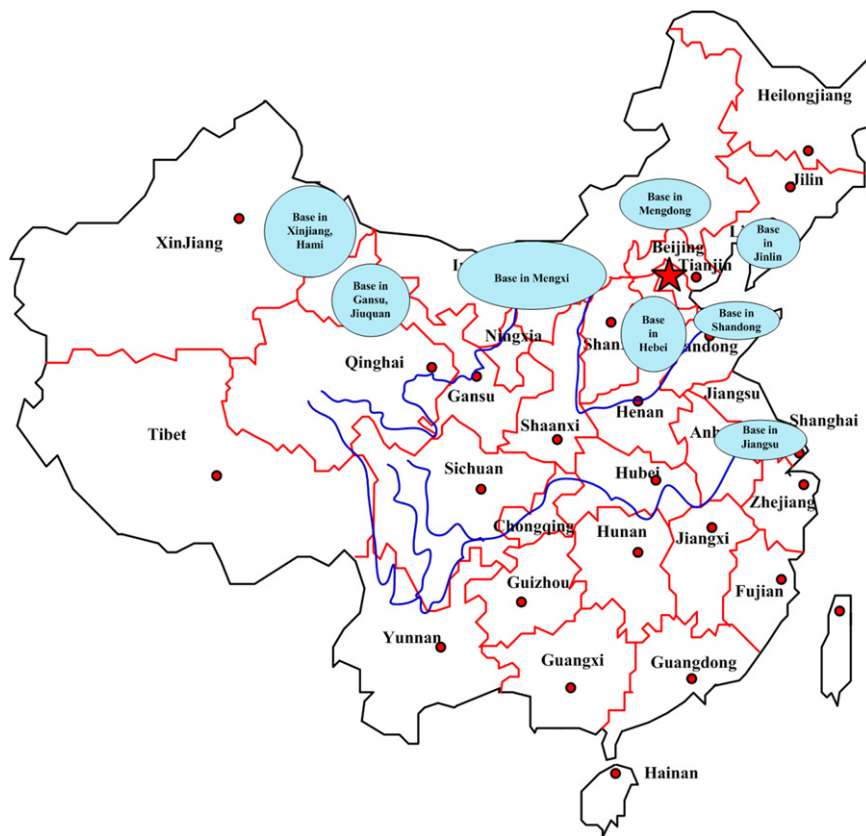 Heilongjiang
Jilin
Base in
Mengdong
Base in
Xinjiang,
Hami
XinJiang
Beijing
Base
in
Jinlin
Tianjin
Base in Mengxi
Base in
Gansu,
Jiuquan
Base in
Shandong
Ningxia
Base
in
Hebei
Qinghai
Gansu
Jiangsu
Henan
Shaanxi
Shanghai
Base in
Jiangsu
Tibet
Sichuan
Hubei
Zhejiang
Chongqing
Hunan
Jiangxi
Guizhou
Fujian
Yunnan
Guangxi
Guangdong
Hainan